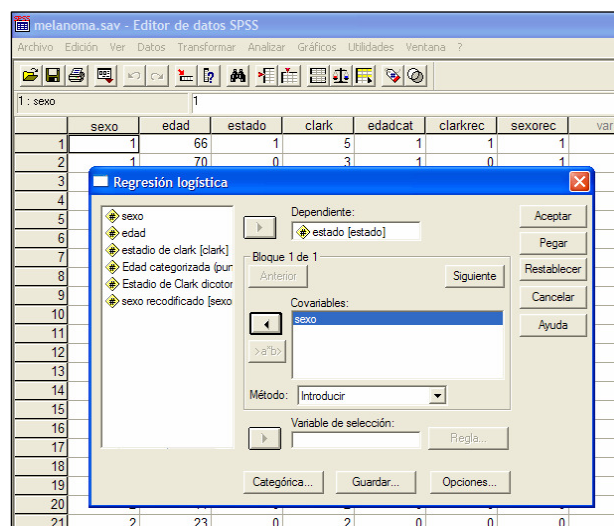 melanoma.sav - Editor de datos SPSS
Archivo Edición Ver Datos Transformar Analizar Gráficos Utilidades Ventana ?
1 : sexo 1
sexo edad estado clark edadcat clarkrec sexorec var
1 1 66 1 5 1 1 1
2 1 70 0 3 1 0 1
3
4
5
6
7
8
9
10
11
12
13
14
15
16
17
18
19
20
21 2 23 0 2 0 0 0
Regresión logística
sexo
edad
estadio de clark [clark]
Edad categorizada (pun
Estadio de Clark dicotor
sexo recodificado [sexo
Dependiente:
estado [estado]
Bloque 1 de 1
Anterior
Siguiente
Covariables:
sexo
>a*b>
Método: Introducir
Variable de selección:
Regla...
Categórica... Guardar... Opciones...
Aceptar
Pegar
Restablecer
Cancelar
Ayuda